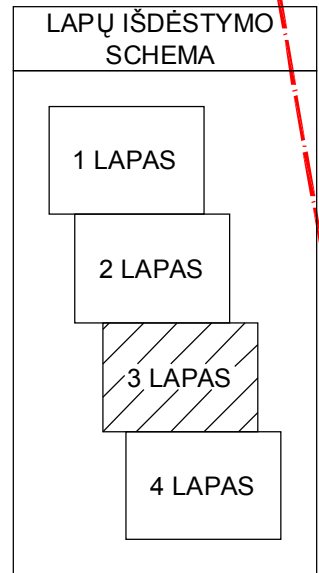 LAPŲ IŠDĖSTYMO
SCHEMA
1 LAPAS
2 LAPAS
3 LAPAS
4 LAPAS